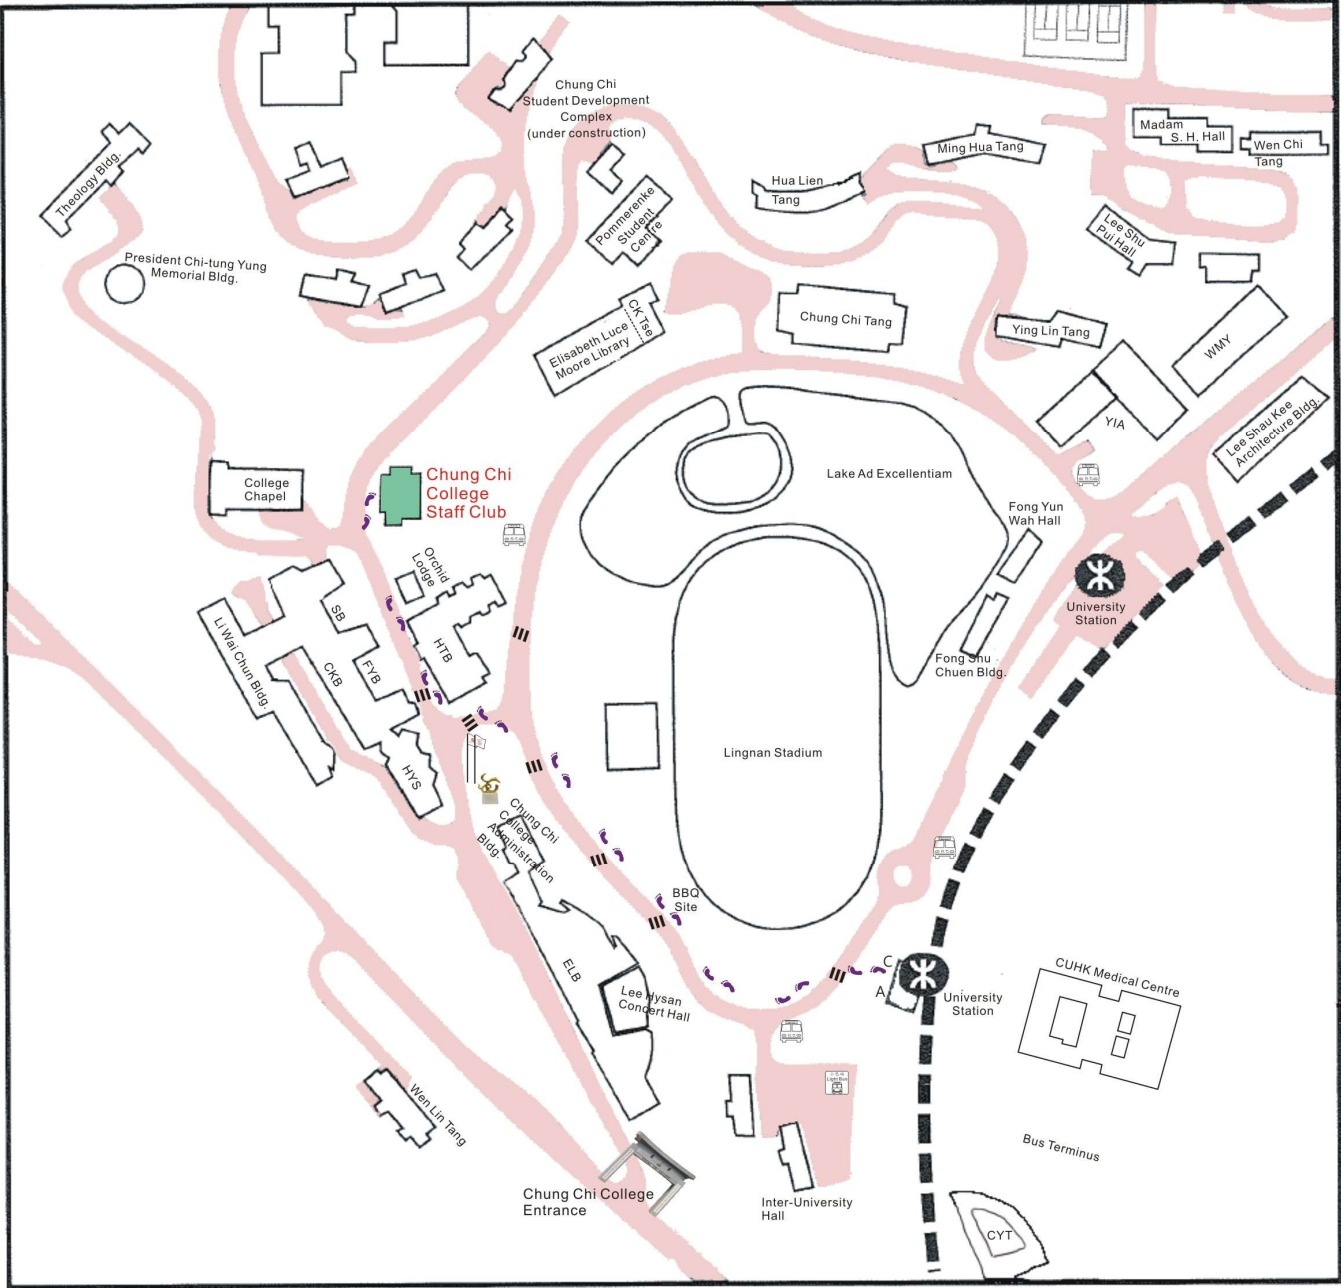 Chung Chi
Student Development
Complex
(under construction)
Madam
S. H. Hall
Wen Chi
Tang
Ming Hua Tang
Theology Bldg.
Hua Lien
Tang
Pommerenke
Student
Centre
Lee Shu
Pui Hall
President Chi-tung Yung
Memorial Bldg.
CK Tse
Elisabeth Luce
Moore Library
Chung Chi Tang
Ying Lin Tang
WMY
YIA
Lee Shau Kee
Architecture Bldg.
College
Chapel
Chung Chi
College
Staff Club
Lake Ad Excellentiam
Fong Yun
Wah Hall
Orchid
Lodge
University
Station
SB
HTB
Li Wai Chun Bldg.
CKB
FYB
Fong Shu
Chuen Bldg.
Lingnan Stadium
HYS
Chung Chi
College
Administration
Bldg.
BBQ
Site
ELB
C
A
Lee Hysan
Concert Hall
University
Station
CUHK Medical Centre
Wen Lin Tang
Bus Terminus
Chung Chi College
Entrance
Inter-University
Hall
CYT